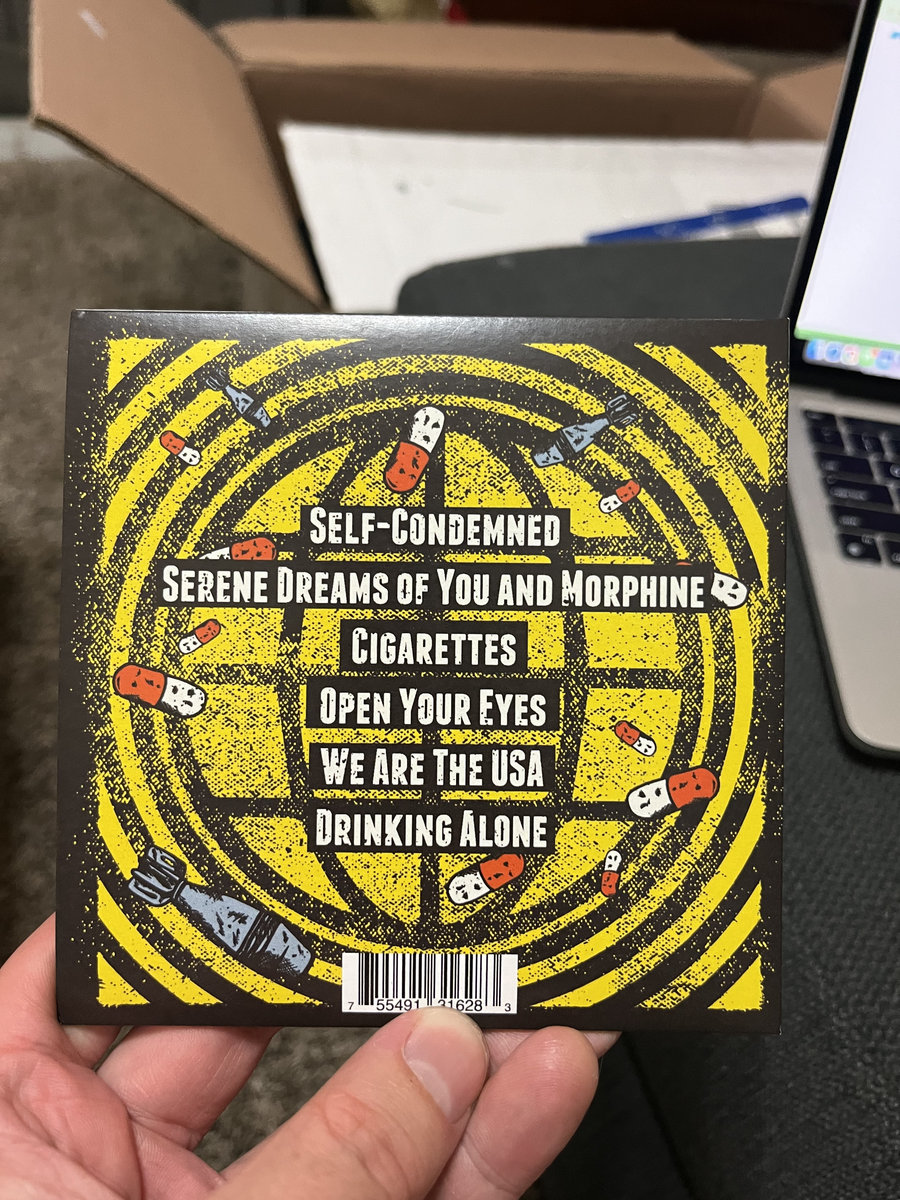 Self-Condemned
Serene Dreams of You and Morphine
Cigarettes
Open Your Eyes
We Are The USA
Drinking Alone
7 55491 31628 3